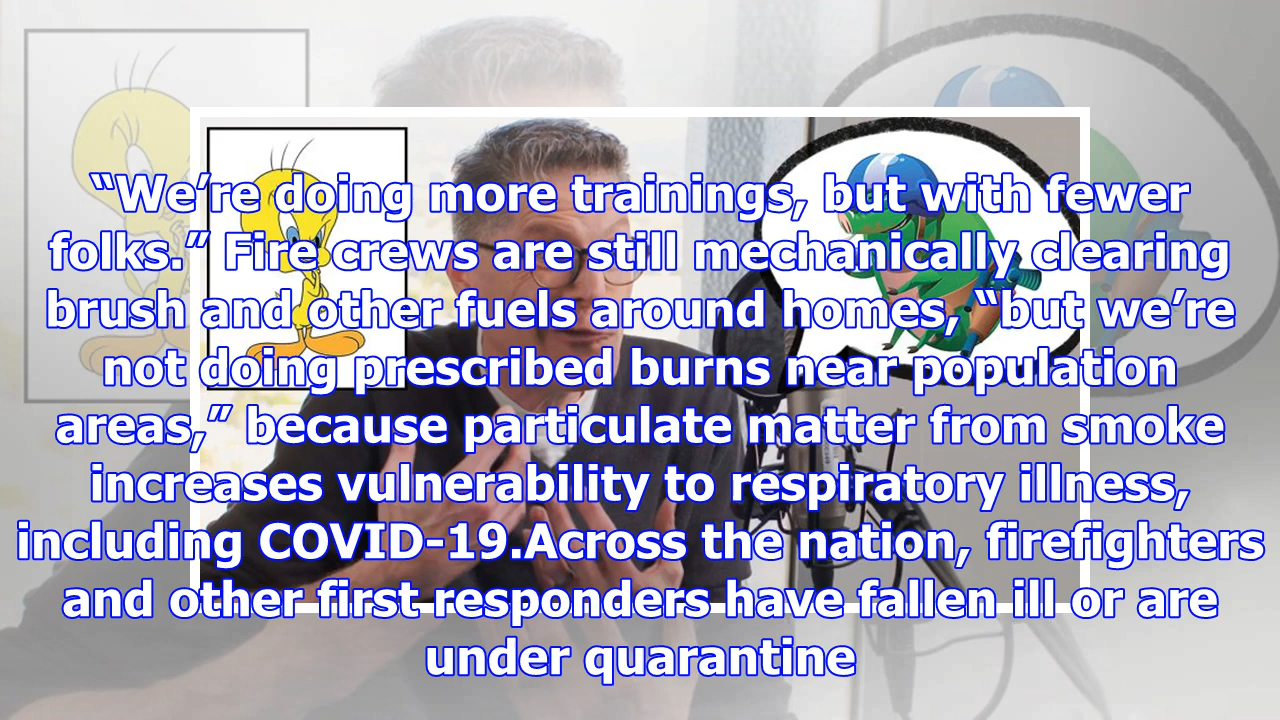 “We’re doing more trainings, but with fewer
folks.” Fire crews are still mechanically clearing
brush and other fuels around homes, “but we’re
not doing prescribed burns near population
areas,” because particulate matter from smoke
increases vulnerability to respiratory illness,
including COVID-19.Across the nation, firefighters
and other first responders have fallen ill or are
under quarantine